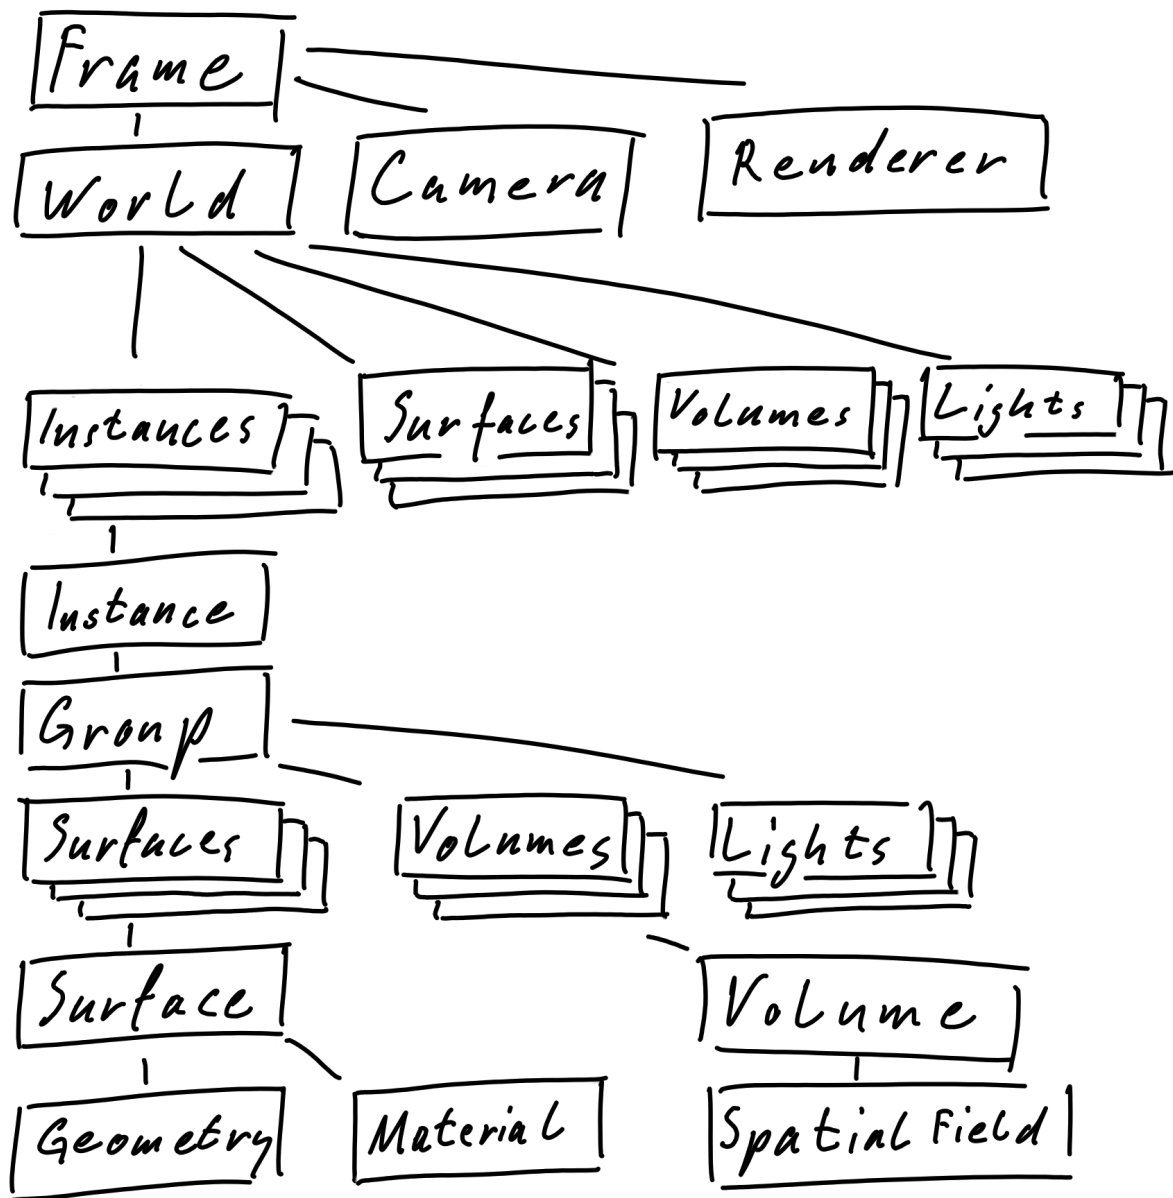 Frame
World
Camera
Renderer
Instances
Surfaces
Volumes
Lights
Instance
Group
Surfaces
Volumes
Lights
Surface
Volume
Geometry
Material
Spatial Field